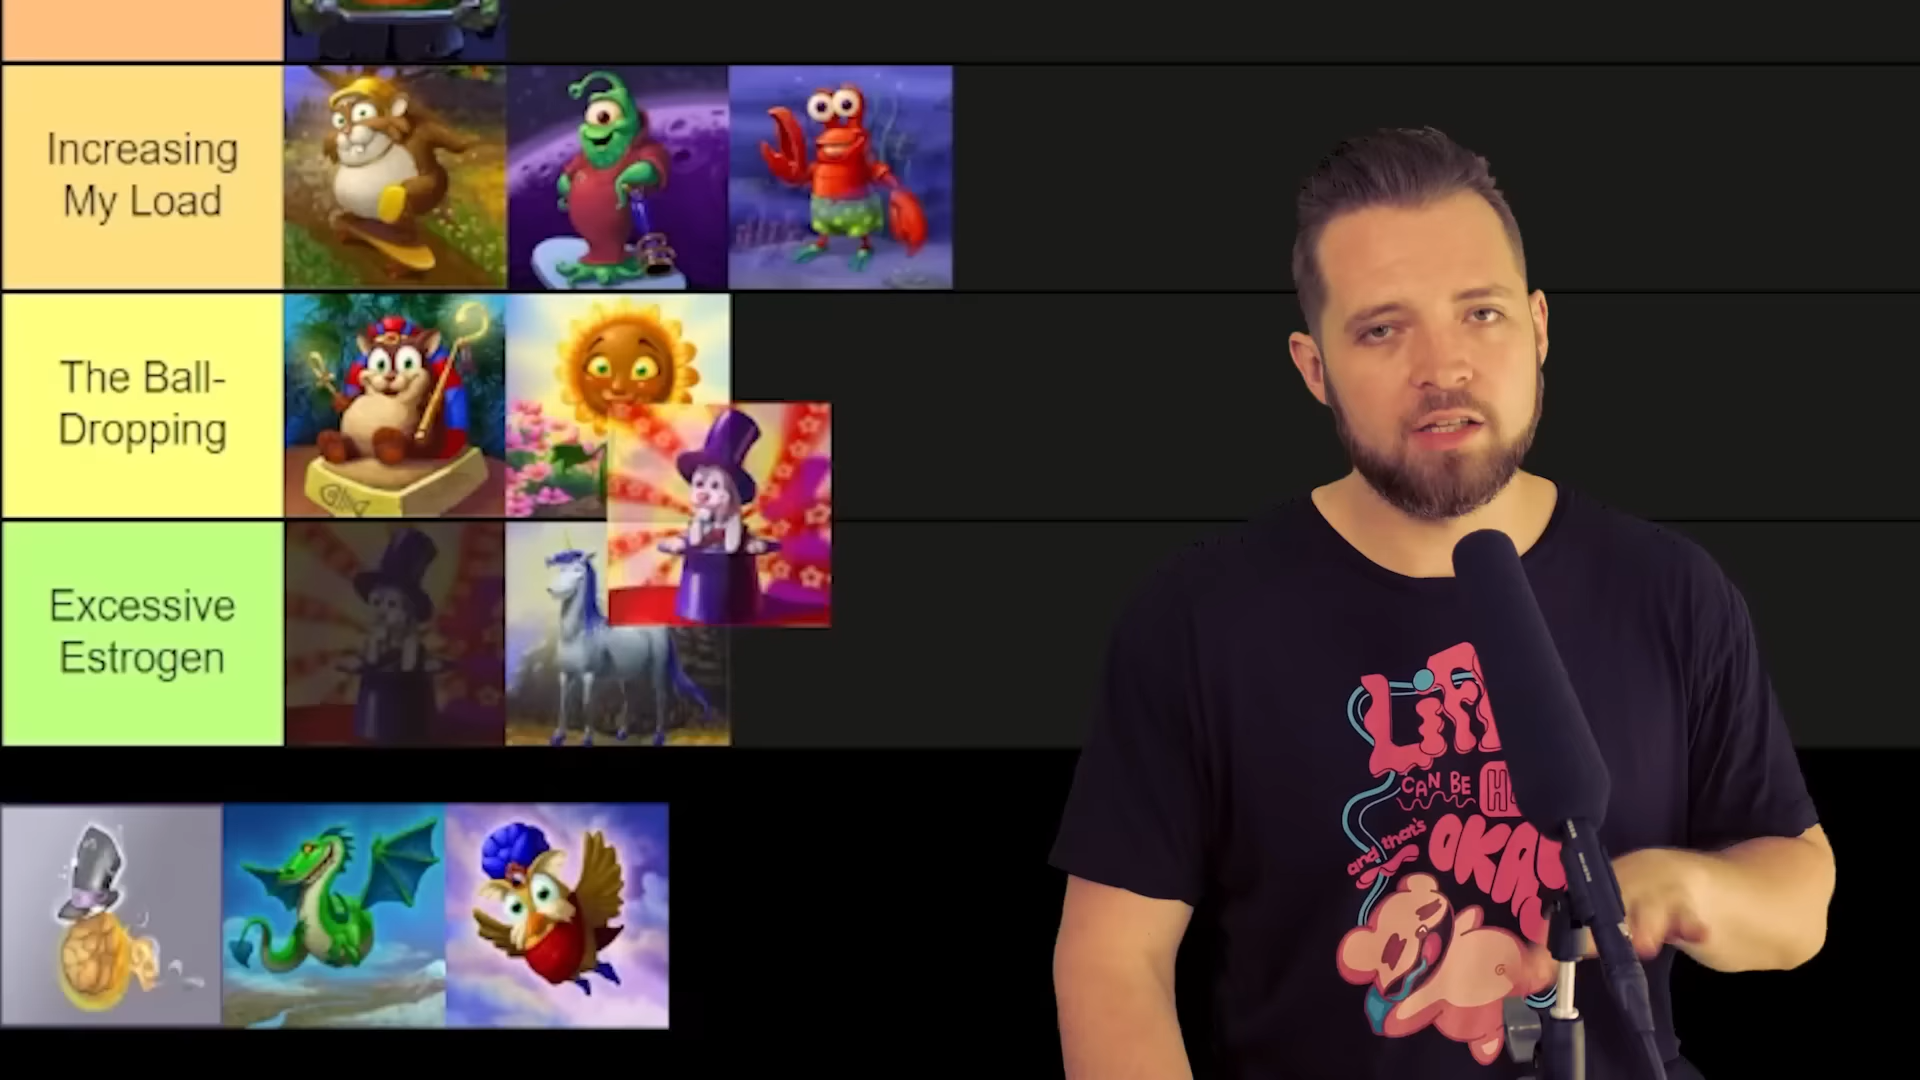 Increasing
My Load
The Ball-
Dropping
Excessive
Estrogen
CAN BE
and that's